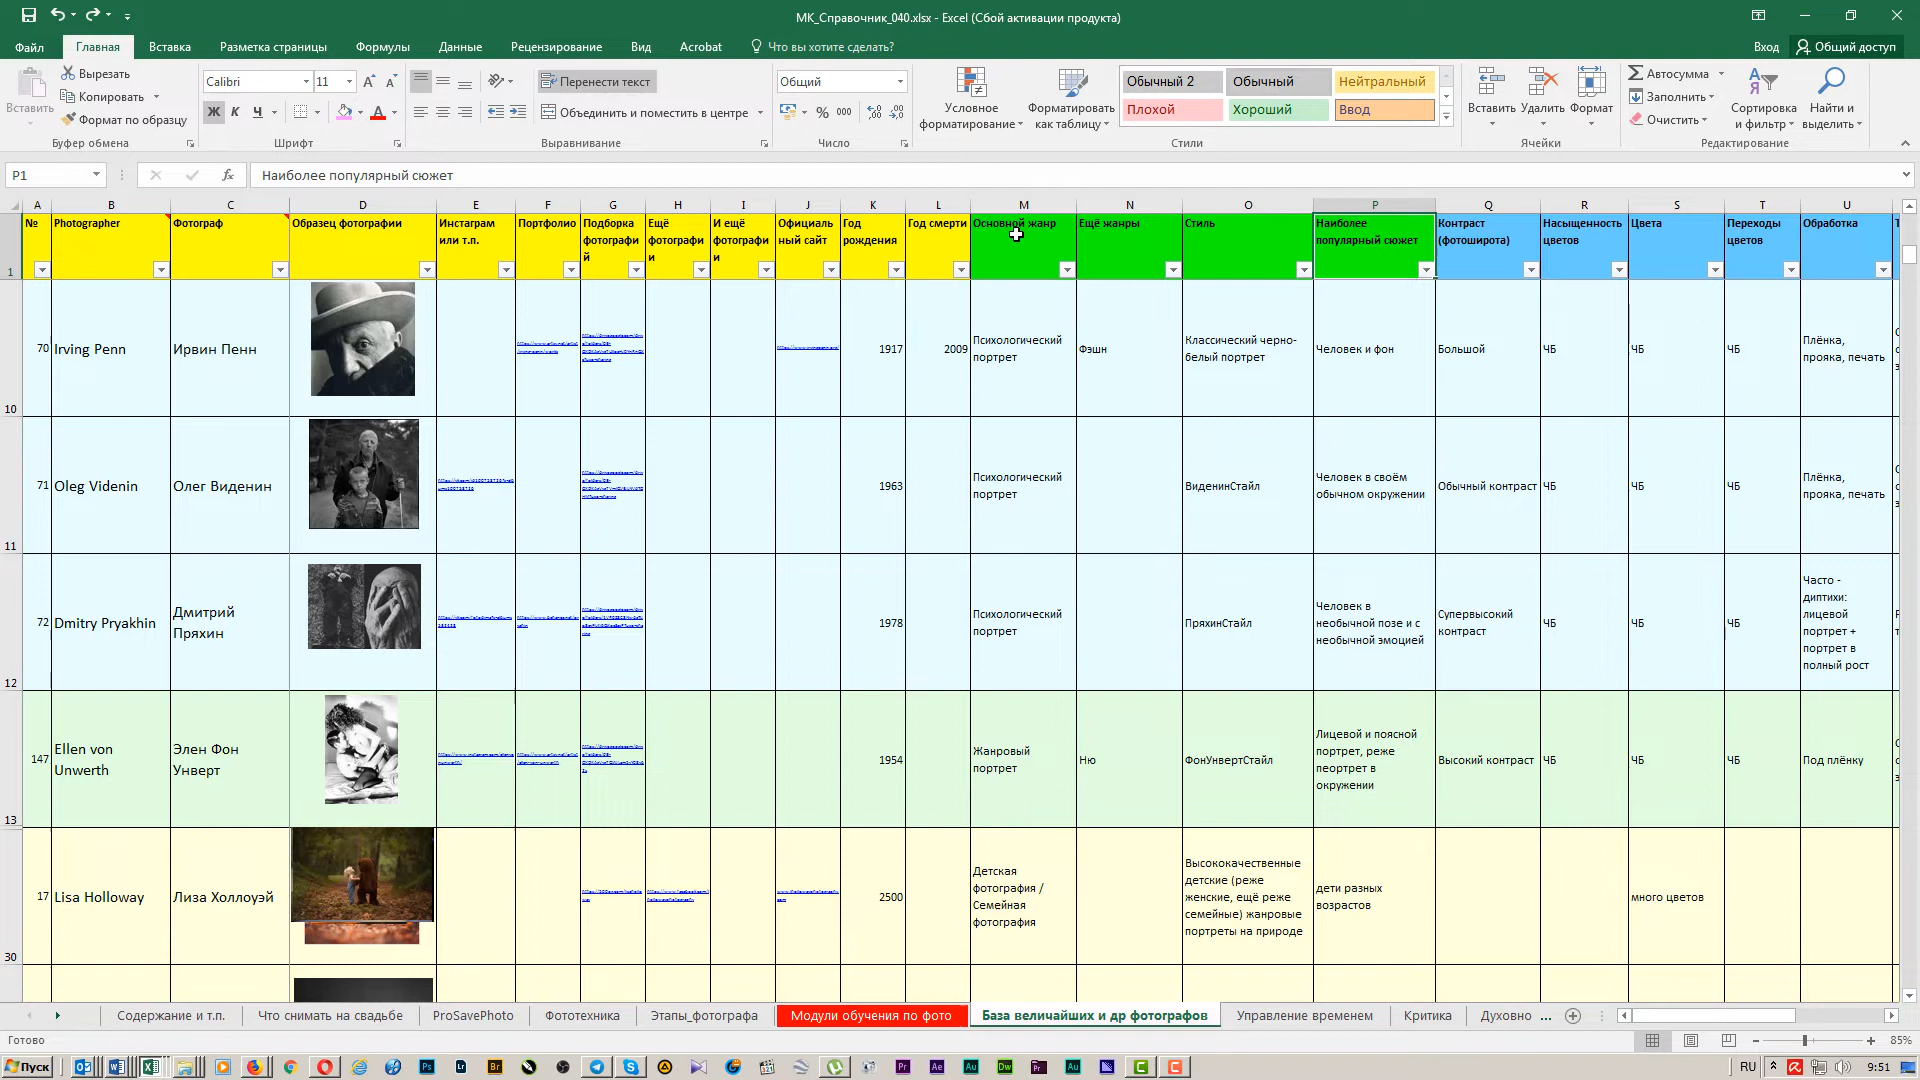 МК_Справочник_040.xlsx - Excel (Сбой активации продукта)
Файл Главная Вставка Разметка страницы Формулы Данные Рецензирование Вид Acrobat Что вы хотите сделать? Вход Общий доступ
Вставить
Вырезать
Копировать
Формат по образцу
Буфер обмена
Calibri 11
Ж К Ч
Шрифт
Перенести текст
Объединить и поместить в центре
Выравнивание
Общий
% 000
Число
Условное форматирование
Форматировать как таблицу
Обычный 2 Обычный Нейтральный
Плохой Хороший Ввод
Стили
Вставить Удалить Формат
Ячейки
Автосумма
Заполнить
Очистить
Сортировка и фильтр
Найти и выделить
Редактирование
P1 fx Наиболее популярный сюжет
A B C D E F G H I J K L M N O P Q R S T U
1 № Photographer Фотограф Образец фотографии Инстаграм или т.п. Портфолио Подборка фотографий Ещё фотографии И ещё фотографии Официальный сайт Год рождения Год смерти Основной жанр Ещё жанры Стиль Наиболее популярный сюжет Контраст (фотоширота) Насыщенность цветов Цвета Переходы цветов Обработка
10 70 Irving Penn Ирвин Пенн 1917 2009 Психологический портрет Фэшн Классический черно-белый портрет Человек и фон Большой ЧБ ЧБ ЧБ Плёнка, прояка, печать
11 71 Oleg Videnin Олег Виденин 1963 Психологический портрет ВиденинСтайл Человек в своём обычном окружении Обычный контраст ЧБ ЧБ ЧБ Плёнка, прояка, печать
12 72 Dmitry Pryakhin Дмитрий Пряхин 1978 Психологический портрет ПряхинСтайл Человек в необычной позе и с необычной эмоцией Супервысокий контраст ЧБ ЧБ ЧБ Часто - диптихи: лицевой портрет + портрет в полный рост
13 147 Ellen von Unwerth Элен Фон Унверт 1954 Жанровый портрет Ню ФонУнвертСтайл Лицевой и поясной портрет, реже пеортрет в окружении Высокий контраст ЧБ ЧБ ЧБ Под плёнку
30 17 Lisa Holloway Лиза Холлоуэй 2500 Детская фотография / Семейная фотография Высококачественные детские (реже женские, ещё реже семейные) жанровые портреты на природе дети разных возрастов много цветов
Содержание и т.п. Что снимать на свадьбе ProSavePhoto Фототехника Этапы_фотографа Модули обучения по фото База величайших и др фотографов Управление временем Критика Духовно ...
Готово 85%
Пуск RU 9:51